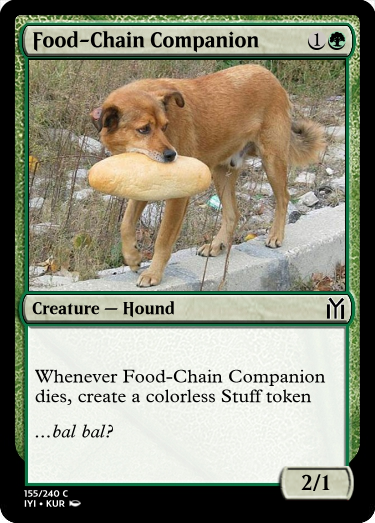 Food-Chain Companion 1
Creature — Hound
Whenever Food-Chain Companion
dies, create a colorless Stuff token
...bal bal?
2/1
155/240 C
IYI • KUR